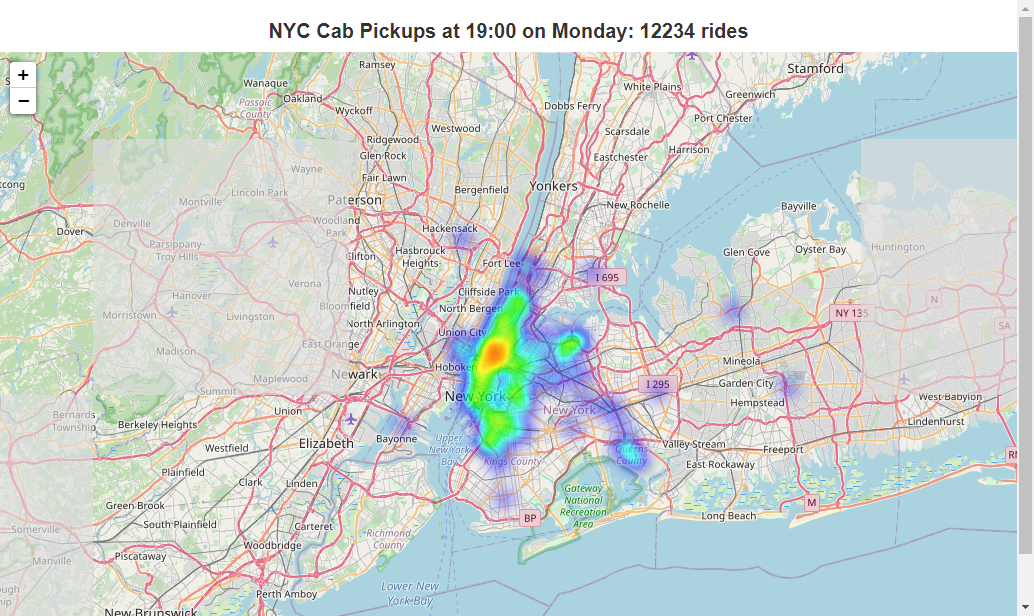 NYC Cab Pickups at 19:00 on Monday: 12234 rides
+
−
Ramsey
Stamford
Wanaque
White Plains
Greenwich
Oakland
Passaic
County
Wyckoff
Dobbs Ferry
Port Chester
Westwood
Scarsdale
Ridgewood
Harrison
Glen Rock
Eastchester
Wayne
Fair Lawn
Yonkers
Lincoln Park
Bergenfield
Paterson
Montville
New Rochelle
Bayville
Denville
Woodland
Park
Hackensack
Dover
Parsippany-
Troy Hills
Clifton
Hasbrouck
Heights
Glen Cove
Oyster Bay
Huntington
Fort Lee
I 695
Verona
Nutley
Cliffside Park
Hanover
Bloomfield
North Bergen
N
NY 135
Morristown
Livingston
North Arlington
SA
Union City
East Orange
Madison
Mineola
Hoboken
Newark
Maplewood
I 295
Garden City
Summit
New York
West Babylon
Hempstead
Bernards
Township
Union
New York
Lindenhurst
Berkeley Heights
Elizabeth
Bayonne
Upper
New York
Bay
Valley Stream
Freeport
Westfield
Queens
County
Kings County
East Rockaway
Plainfield
Clark
Linden
Gateway
National
Recreation
Area
Green Brook
M
BP
Long Beach
South Plainfield
Carteret
Somerville
Richmond
County
Woodbridge
Piscataway
Manville
Lower New
York Bay
Perth Amboy
New Brunswick